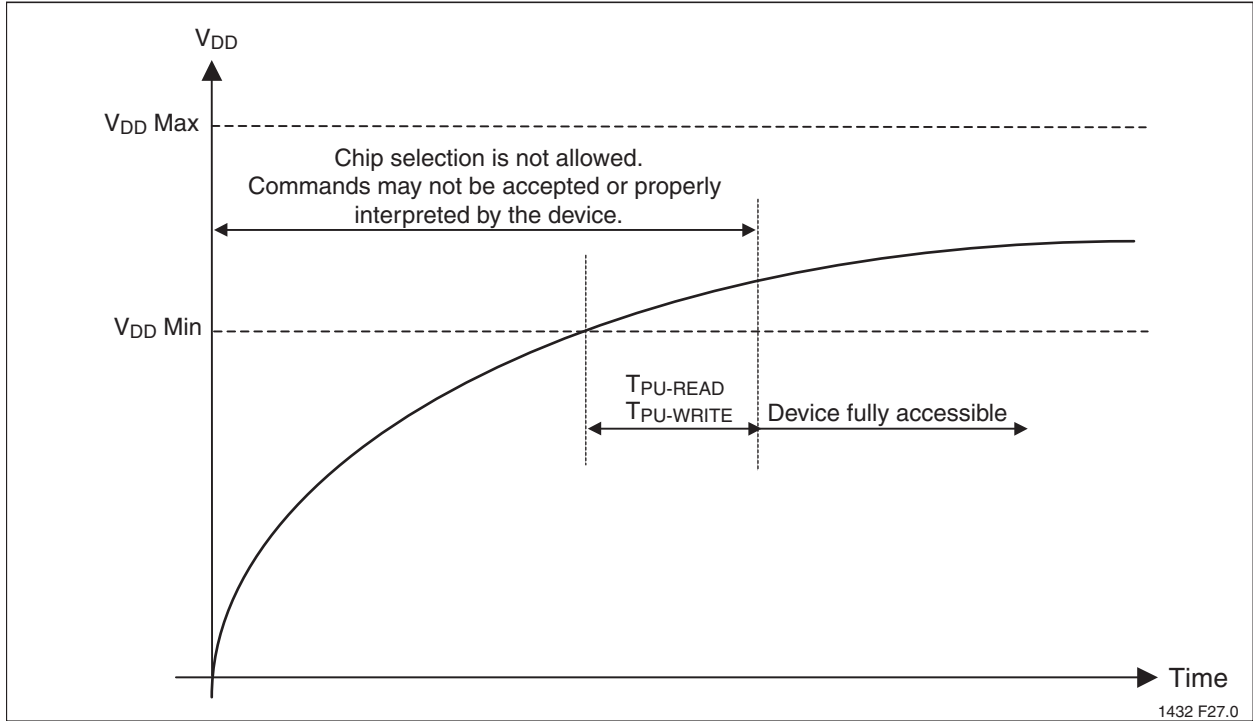 VDD
VDD Max
Chip selection is not allowed.
Commands may not be accepted or properly
interpreted by the device.
VDD Min
TPU-READ
TPU-WRITE
Device fully accessible
Time
1432 F27.0